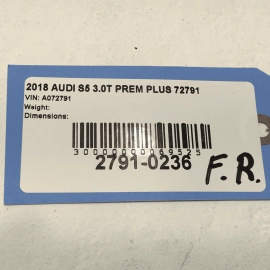 2018 AUDI S5 3.0T PREM PLUS 72791
VIN: A072791
Weight:
Dimensions:
3000000069525
2791-0236
F.R.